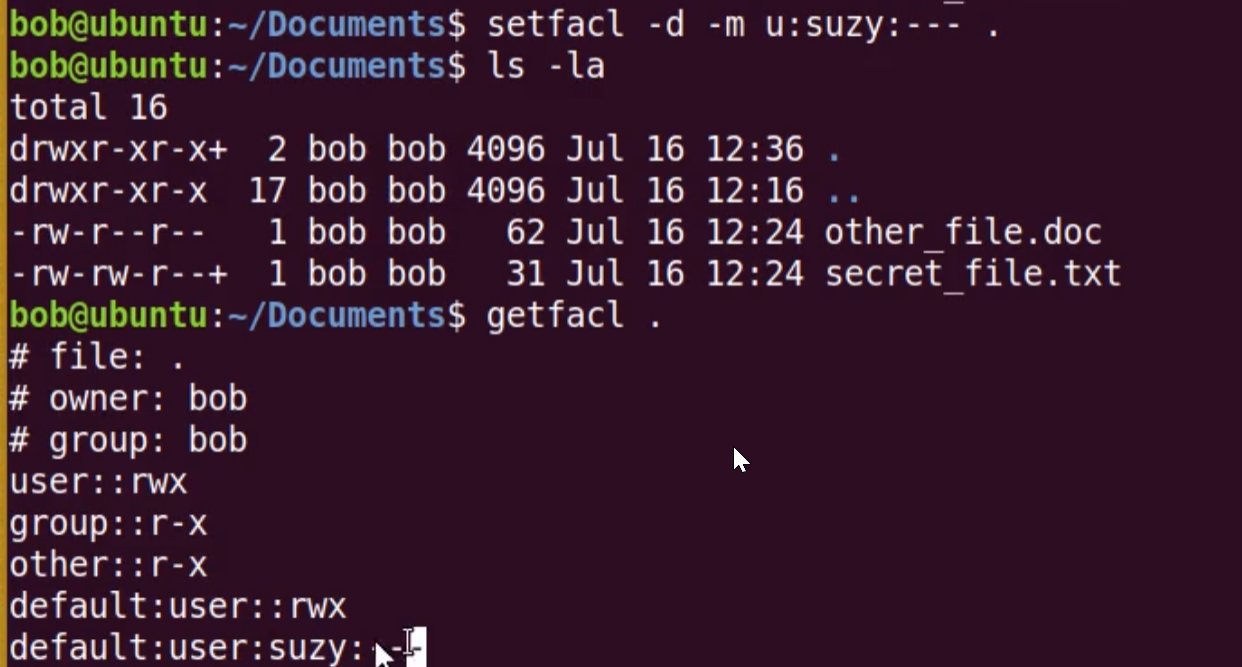 bob@ubuntu:~/Documents$ setfacl -d -m u:suzy:--- .
bob@ubuntu:~/Documents$ ls -la
total 16
drwxr-xr-x+  2 bob bob 4096 Jul 16 12:36 .
drwxr-xr-x  17 bob bob 4096 Jul 16 12:16 ..
-rw-r--r--   1 bob bob   62 Jul 16 12:24 other_file.doc
-rw-rw-r--+  1 bob bob   31 Jul 16 12:24 secret_file.txt
bob@ubuntu:~/Documents$ getfacl .
# file: .
# owner: bob
# group: bob
user::rwx
group::r-x
other::r-x
default:user::rwx
default:user:suzy:---